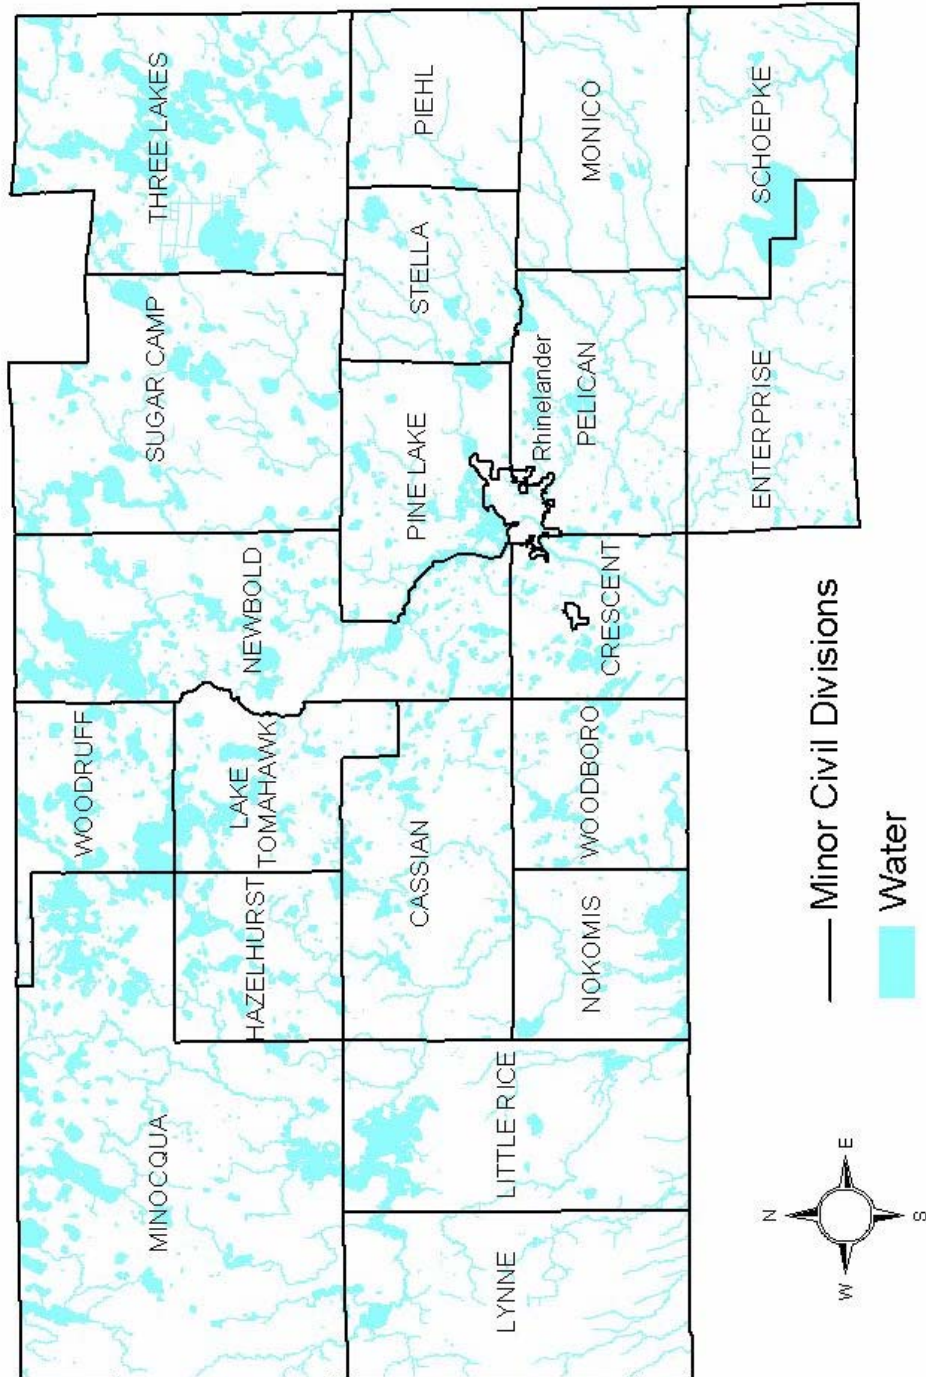 THREE LAKES
SUGAR CAMP
NEWBOLD
WOODRUFF
MINOCQUA
LAKE
TOMAHAWK
HAZELHURST
PIEHL
STELLA
PINE LAKE
CASSIAN
LITTLE RICE
LYNNE
MONICO
Rhinelander
PELICAN
CRESCENT
WOODBORO
NOKOMIS
SCHOEPKE
ENTERPRISE
Minor Civil Divisions
Water
N
W
E
S